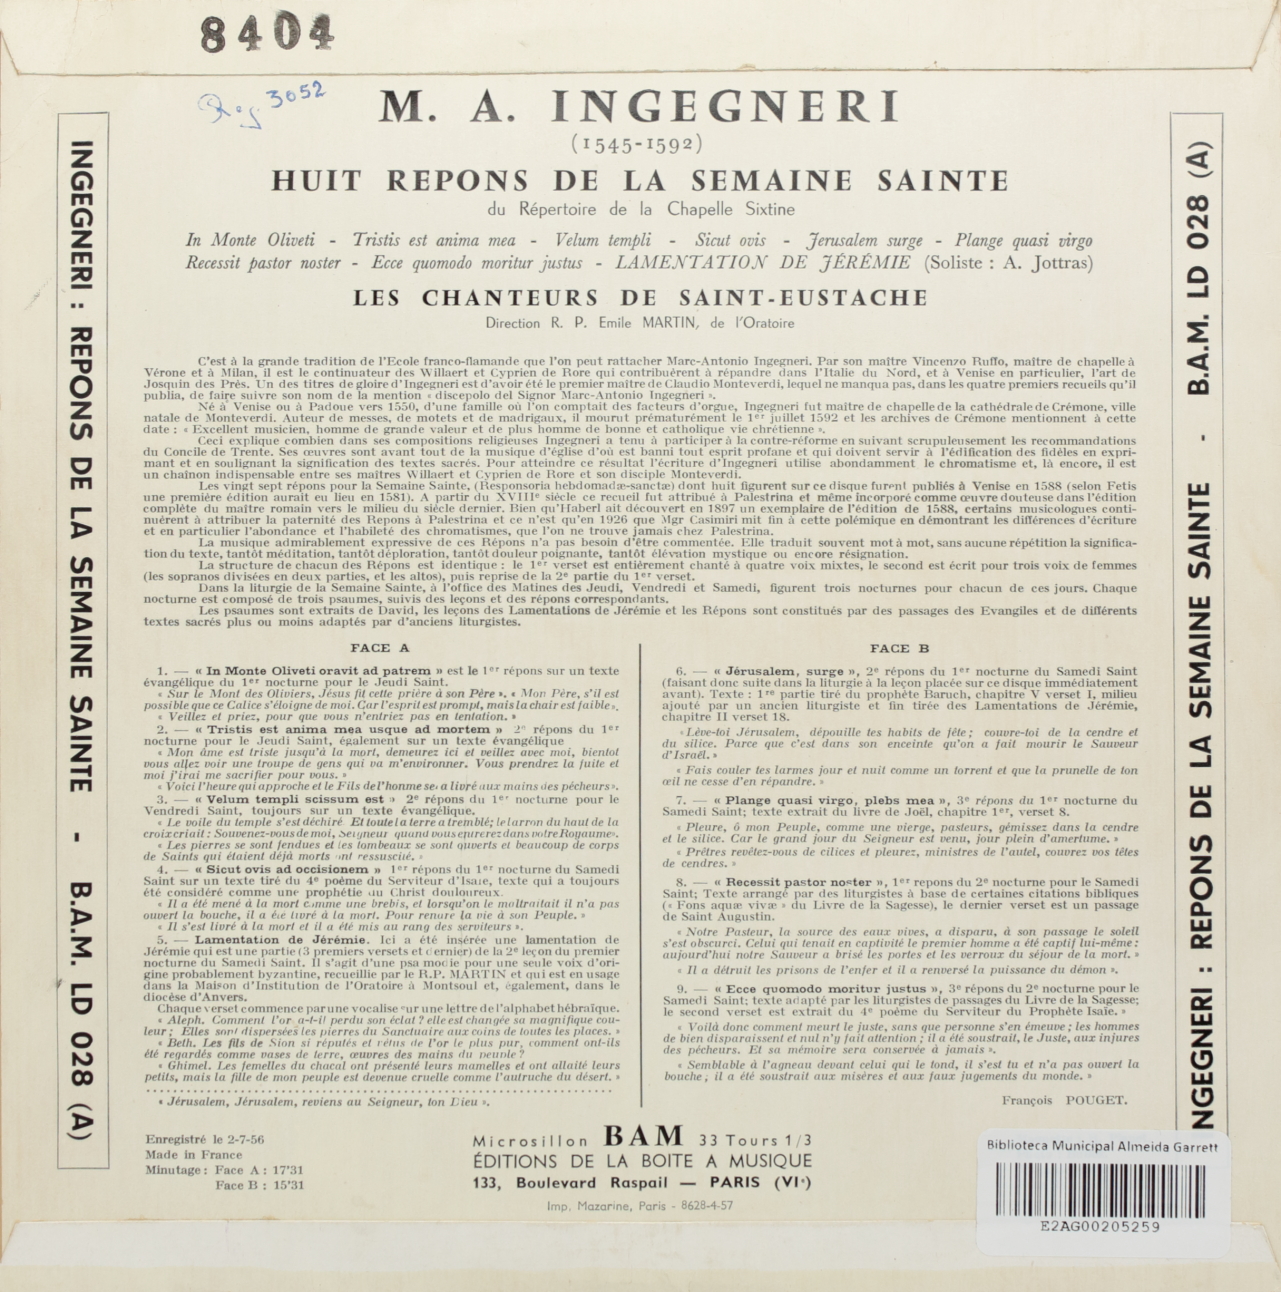 8404
Reg 3052
M. A. INGEGNERI
(1545-1592)
HUIT REPONS DE LA SEMAINE SAINTE
du Répertoire de la Chapelle Sixtine
In Monte Oliveti - Tristis est anima mea - Velum templi - Sicut ovis - Jerusalem surge - Plange quasi virgo
Recessit pastor noster - Ecce quomodo moritur justus - LAMENTATION DE JÉRÉMIE (Soliste : A. Jottras)
LES CHANTEURS DE SAINT-EUSTACHE
Direction R. P. Emile MARTIN, de l'Oratoire
INGEGNERI : REPONS DE LA SEMAINE SAINTE - B.A.M. LD 028 (A)
C'est à la grande tradition de l'Ecole franco-flamande que l'on peut rattacher Marc-Antonio Ingegneri. Par son maître Vincenzo Ruffo, maître de chapelle à
Vérone et à Milan, il est le continuateur des Willaert et Cyprien de Rore qui contribuèrent à répandre dans l'Italie du Nord, et à Venise en particulier, l'art de
Josquin des Prés. Un des titres de gloire d'Ingegneri est d'avoir été le premier maître de Claudio Monteverdi, lequel ne manqua pas, dans les quatre premiers recueils qu'il
publia, de faire suivre son nom de la mention « discepolo del Signor Marc-Antonio Ingegneri ».
Né à Venise ou à Padoue vers 1550, d'une famille où l'on comptait des facteurs d'orgue, Ingegneri fut maître de chapelle de la cathédrale de Crémone, ville
natale de Monteverdi. Auteur de messes, de motets et de madrigaux, il mourut prématurément le 1er juillet 1592 et les archives de Crémone mentionnent à cette
date : « Excellent musicien, homme de grande valeur et de plus homme de bonne et catholique vie chrétienne ».
Ceci explique combien dans ses compositions religieuses Ingegneri a tenu à participer à la contre-réforme en suivant scrupuleusement les recommandations
du Concile de Trente. Ses œuvres sont avant tout de la musique d'église d'où est banni tout esprit profane et qui doivent servir à l'édification des fidèles en expri-
mant et en soulignant la signification des textes sacrés. Pour atteindre ce résultat l'écriture d'Ingegneri utilise abondamment le chromatisme et, là encore, il est
un chaînon indispensable entre ses maîtres Willaert et Cyprien de Rore et son disciple Monteverdi.
Les vingt sept répons pour la Semaine Sainte, (Responsoria hebdomadæ-sanctæ) dont huit figurent sur ce disque furent publiés à Venise en 1588 (selon Fetis
une première édition aurait eu lieu en 1581). A partir du XVIIIe siècle ce recueil fut attribué à Palestrina et même incorporé comme œuvre douteuse dans l'édition
complète du maître romain vers le milieu du siècle dernier. Bien qu'Haberl ait découvert en 1897 un exemplaire de l'édition de 1588, certains musicologues conti-
nuèrent à attribuer la paternité des Repons à Palestrina et ce n'est qu'en 1926 que Mgr Casimiri mit fin à cette polémique en démontrant les différences d'écriture
et en particulier l'abondance et l'habileté des chromatismes, que l'on ne trouve jamais chez Palestrina.
La musique admirablement expressive de ces Répons n'a pas besoin d'être commentée. Elle traduit souvent mot à mot, sans aucune répétition la significa-
tion du texte, tantôt méditation, tantôt déploration, tantôt douleur poignante, tantôt élévation mystique ou encore résignation.
La structure de chacun des Répons est identique : le 1er verset est entièrement chanté à quatre voix mixtes, le second est écrit pour trois voix de femmes
(les sopranos divisées en deux parties, et les altos), puis reprise de la 2e partie du 1er verset.
Dans la liturgie de la Semaine Sainte, à l'office des Matines des Jeudi, Vendredi et Samedi, figurent trois nocturnes pour chacun de ces jours. Chaque
nocturne est composé de trois psaumes, suivis des leçons et des répons correspondants.
Les psaumes sont extraits de David, les leçons des Lamentations de Jérémie et les Répons sont constitués par des passages des Evangiles et de différents
textes sacrés plus ou moins adaptés par d'anciens liturgistes.
FACE A
1. — « In Monte Oliveti oravit ad patrem » est le 1er répons sur un texte
évangélique du 1er nocturne pour le Jeudi Saint.
« Sur le Mont des Oliviers, Jésus fit cette prière à son Père ». « Mon Père, s'il est
possible que ce Calice s'éloigne de moi. Car l'esprit est prompt, mais la chair est faible ».
« Veillez et priez, pour que vous n'entriez pas en tentation. »
2. — « Tristis est anima mea usque ad mortem » 2e répons du 1er
nocturne pour le Jeudi Saint, également sur un texte évangélique
« Mon âme est triste jusqu'à la mort, demeurez ici et veillez avec moi, bientôt
vous allez voir une troupe de gens qui va m'environner. Vous prendrez la fuite et
moi j'irai me sacrifier pour vous. »
« Voici l'heure qui approche et le Fils de l'homme sera livré aux mains des pécheurs ».
3. — « Velum templi scissum est » 2e répons du 1er nocturne pour le
Vendredi Saint, toujours sur un texte évangélique.
« Le voile du temple s'est déchiré. Et toute la terre a tremblé; le larron du haut de la
croix criait : Souvenez-vous de moi, Seigneur quand vous entrerez dans votre Royaume».
« Les pierres se sont fendues et les tombeaux se sont ouverts et beaucoup de corps
de Saints qui étaient déjà morts ont ressuscité. »
4. — « Sicut ovis ad occisionem » 1er répons du 1er nocturne du Samedi
Saint sur un texte tiré du 4e poème du Serviteur d'Isaïe, texte qui a toujours
été considéré comme une prophétie du Christ douloureux.
« Il a été mené à la mort comme une brebis, et lorsqu'on le maltraitait il n'a pas
ouvert la bouche, il a été livré à la mort. Pour rendre la vie à son Peuple. »
« Il s'est livré à la mort et il a été mis au rang des serviteurs ».
5. — Lamentation de Jérémie. Ici a été insérée une lamentation de
Jérémie qui est une partie (3 premiers versets et dernier) de la 2e leçon du premier
nocturne du Samedi Saint. Il s'agit d'une psalmodie pour une seule voix d'ori-
gine probablement byzantine, recueillie par le R.P. MARTIN et qui est en usage
dans la Maison d'Institution de l'Oratoire à Montsoult et, également, dans le
diocèse d'Anvers.
Chaque verset commence par une vocalise sur une lettre de l'alphabet hébraïque.
« Aleph. Comment l'or a-t-il perdu son éclat ? elle est changée sa magnifique cou-
leur ; Elles sont dispersées les pierres du Sanctuaire aux coins de toutes les places. »
« Beth. Les fils de Sion si réputés et vêtus de l'or le plus pur, comment ont-ils
été regardés comme vases de terre, œuvres des mains du peuple ?
« Ghimel. Les femelles du chacal ont présenté leurs mamelles et ont allaité leurs
petits, mais la fille de mon peuple est devenue cruelle comme l'autruche du désert. »
« Jérusalem, Jérusalem, reviens au Seigneur, ton Dieu ».
FACE B
6. — « Jérusalem, surge », 2e répons du 1er nocturne du Samedi Saint
(faisant donc suite dans la liturgie à la leçon placée sur ce disque immédiatement
avant). Texte : 1re partie tiré du prophète Baruch, chapitre V verset I, milieu
ajouté par un ancien liturgiste et fin tirée des Lamentations de Jérémie,
chapitre II verset 18.
« Lève-toi Jérusalem, dépouille tes habits de fête ; couvre-toi de la cendre et
du silice. Parce que c'est dans son enceinte qu'on a fait mourir le Sauveur
d'Israël. »
« Fais couler tes larmes jour et nuit comme un torrent et que la prunelle de ton
œil ne cesse d'en répandre. »
7. — « Plange quasi virgo, plebs mea », 3e répons du 1er nocturne du
Samedi Saint; texte extrait du livre de Joël, chapitre 1er, verset 8.
« Pleure, ô mon Peuple, comme une vierge, pasteurs, gémissez dans la cendre
et le silice. Car le grand jour du Seigneur est venu, jour plein d'amertume. »
« Prêtres revêtez-vous de cilices et pleurez, ministres de l'autel, couvrez vos têtes
de cendres. »
8. — « Recessit pastor noster », 1er repons du 2e nocturne pour le Samedi
Saint; Texte arrangé par des liturgistes à base de certaines citations bibliques
(« Fons aquæ vivæ » du Livre de la Sagesse), le dernier verset est un passage
de Saint Augustin.
« Notre Pasteur, la source des eaux vives, a disparu, à son passage le soleil
s'est obscurci. Celui qui tenait en captivité le premier homme a été captif lui-même :
aujourd'hui notre Sauveur a brisé les portes et les verroux du séjour de la mort. »
« Il a détruit les prisons de l'enfer et il a renversé la puissance du démon ».
9. — « Ecce quomodo moritur justus », 3e répons du 2e nocturne pour le
Samedi Saint; texte adapté par les liturgistes de passages du Livre de la Sagesse;
le second verset est extrait du 4e poème du Serviteur du Prophète Isaïe. »
« Voilà donc comment meurt le juste, sans que personne s'en émeuve ; les hommes
de bien disparaissent et nul n'y fait attention ; il a été soustrait, le Juste, aux injures
des pécheurs. Et sa mémoire sera conservée à jamais ».
« Semblable à l'agneau devant celui qui le tond, il s'est tu et n'a pas ouvert la
bouche ; il a été soustrait aux misères et aux faux jugements du monde. »
François POUGET.
Enregistré le 2-7-56
Made in France
Minutage : Face A : 17'31
Face B : 15'31
Microsillon BAM 33 Tours 1/3
ÉDITIONS DE LA BOITE A MUSIQUE
133, Boulevard Raspail — PARIS (VIe)
Imp. Mazarine, Paris - 8628-4-57
NGEGNERI : REPONS DE LA SEMAINE SAINTE - B.A.M. LD 028 (A)
Biblioteca Municipal Almeida Garrett
E2AG00205259